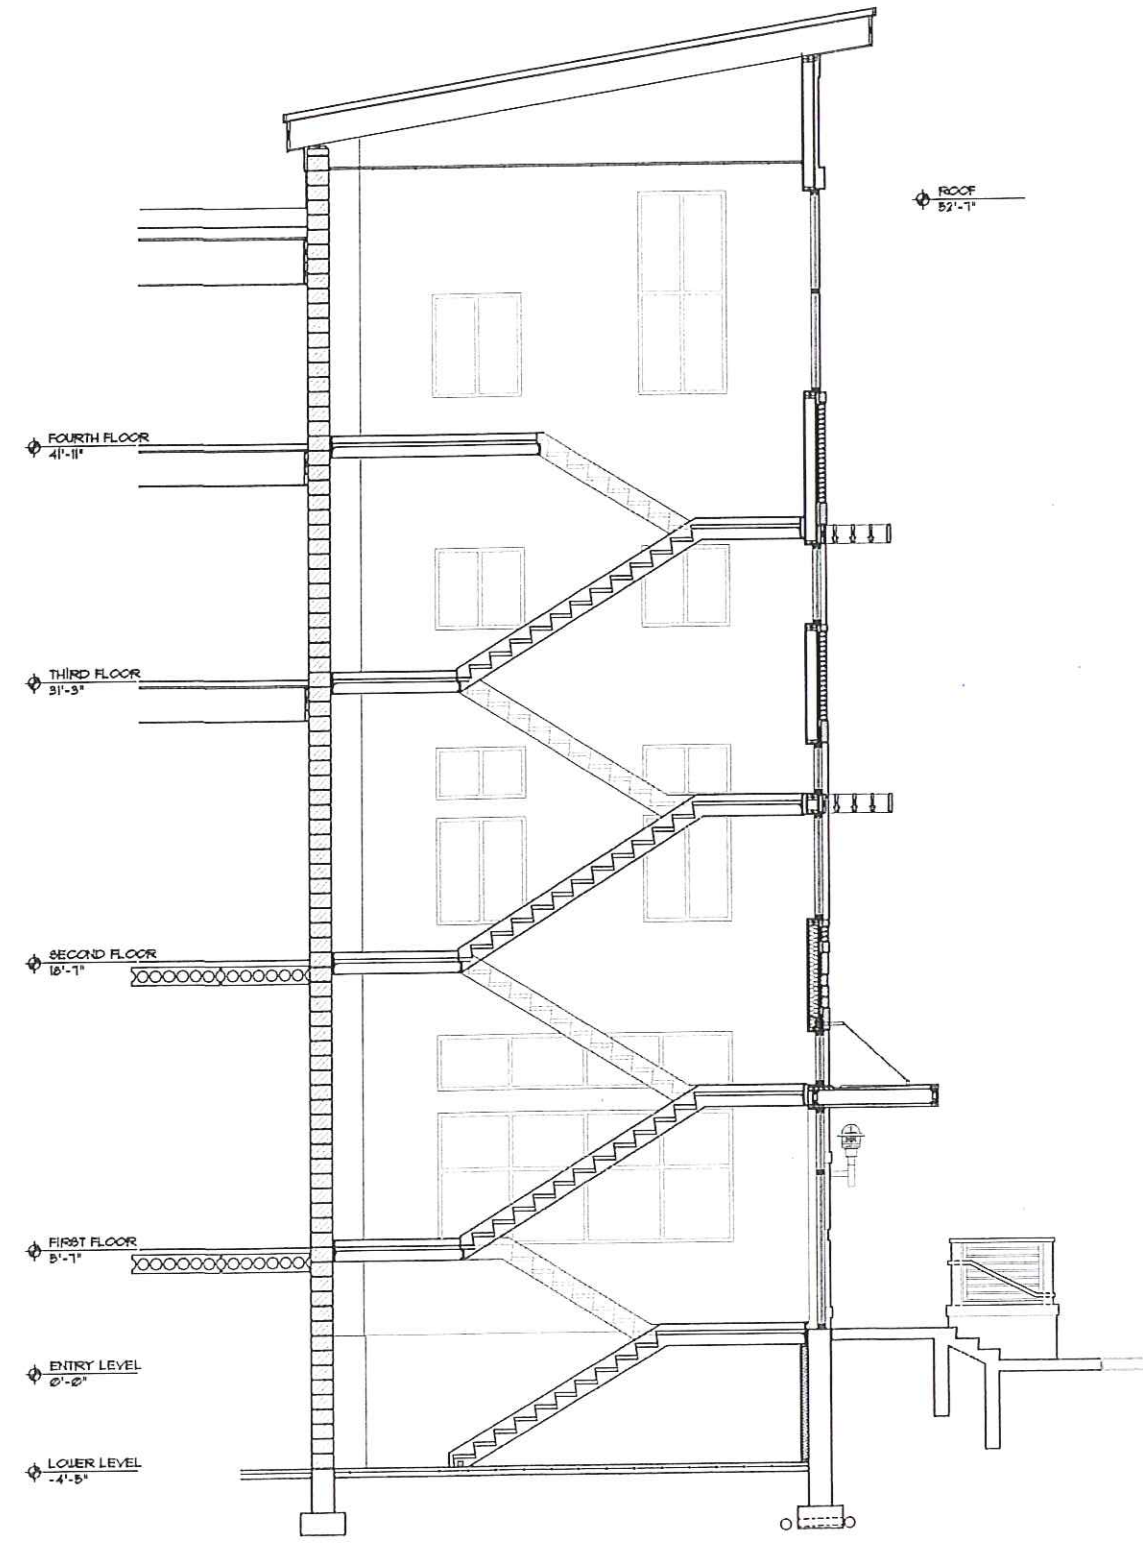 ROOF
52'-7"
FOURTH FLOOR
41'-11"
THIRD FLOOR
31'-3"
SECOND FLOOR
18'-7"
FIRST FLOOR
5'-7"
ENTRY LEVEL
0'-0"
LOWER LEVEL
-4'-5"